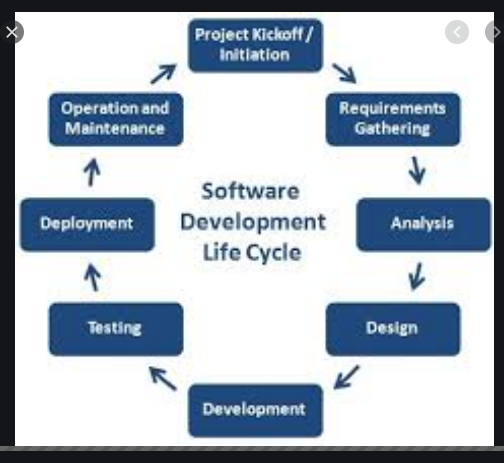 Project Kickoff /
Initiation
Requirements
Gathering
Analysis
Design
Development
Testing
Deployment
Operation and
Maintenance
Software
Development
Life Cycle